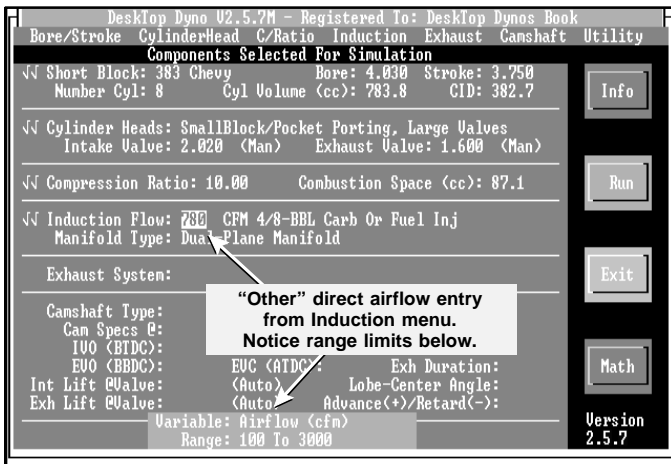 DeskTop Dyno V2.5.7M - Registered To: DeskTop Dynos Book
Bore/Stroke CylinderHead C/Ratio Induction Exhaust Camshaft Utility
Components Selected For Simulation
√√ Short Block: 383 Chevy Bore: 4.030 Stroke: 3.750
Number Cyl: 8 Cyl Volume (cc): 783.8 CID: 382.7
Info
√√ Cylinder Heads: SmallBlock/Pocket Porting, Large Valves
Intake Valve: 2.020 (Man) Exhaust Valve: 1.600 (Man)
√√ Compression Ratio: 10.00 Combustion Space (cc): 87.1
Run
√√ Induction Flow: 780 CFM 4/8-BBL Carb Or Fuel Inj
Manifold Type: Dual-Plane Manifold
Exhaust System:
Exit
“Other” direct airflow entry
from Induction menu.
Notice range limits below.
Camshaft Type:
Cam Specs @:
IVO (BTDC):
EVO (BBDC): EVC (ATDC): Exh Duration:
Math
Int Lift @Valve: (Auto) Lobe-Center Angle:
Exh Lift @Valve: (Auto) Advance(+)/Retard(-):
Variable: Airflow (cfm)
Range: 100 To 3000
Version
2.5.7